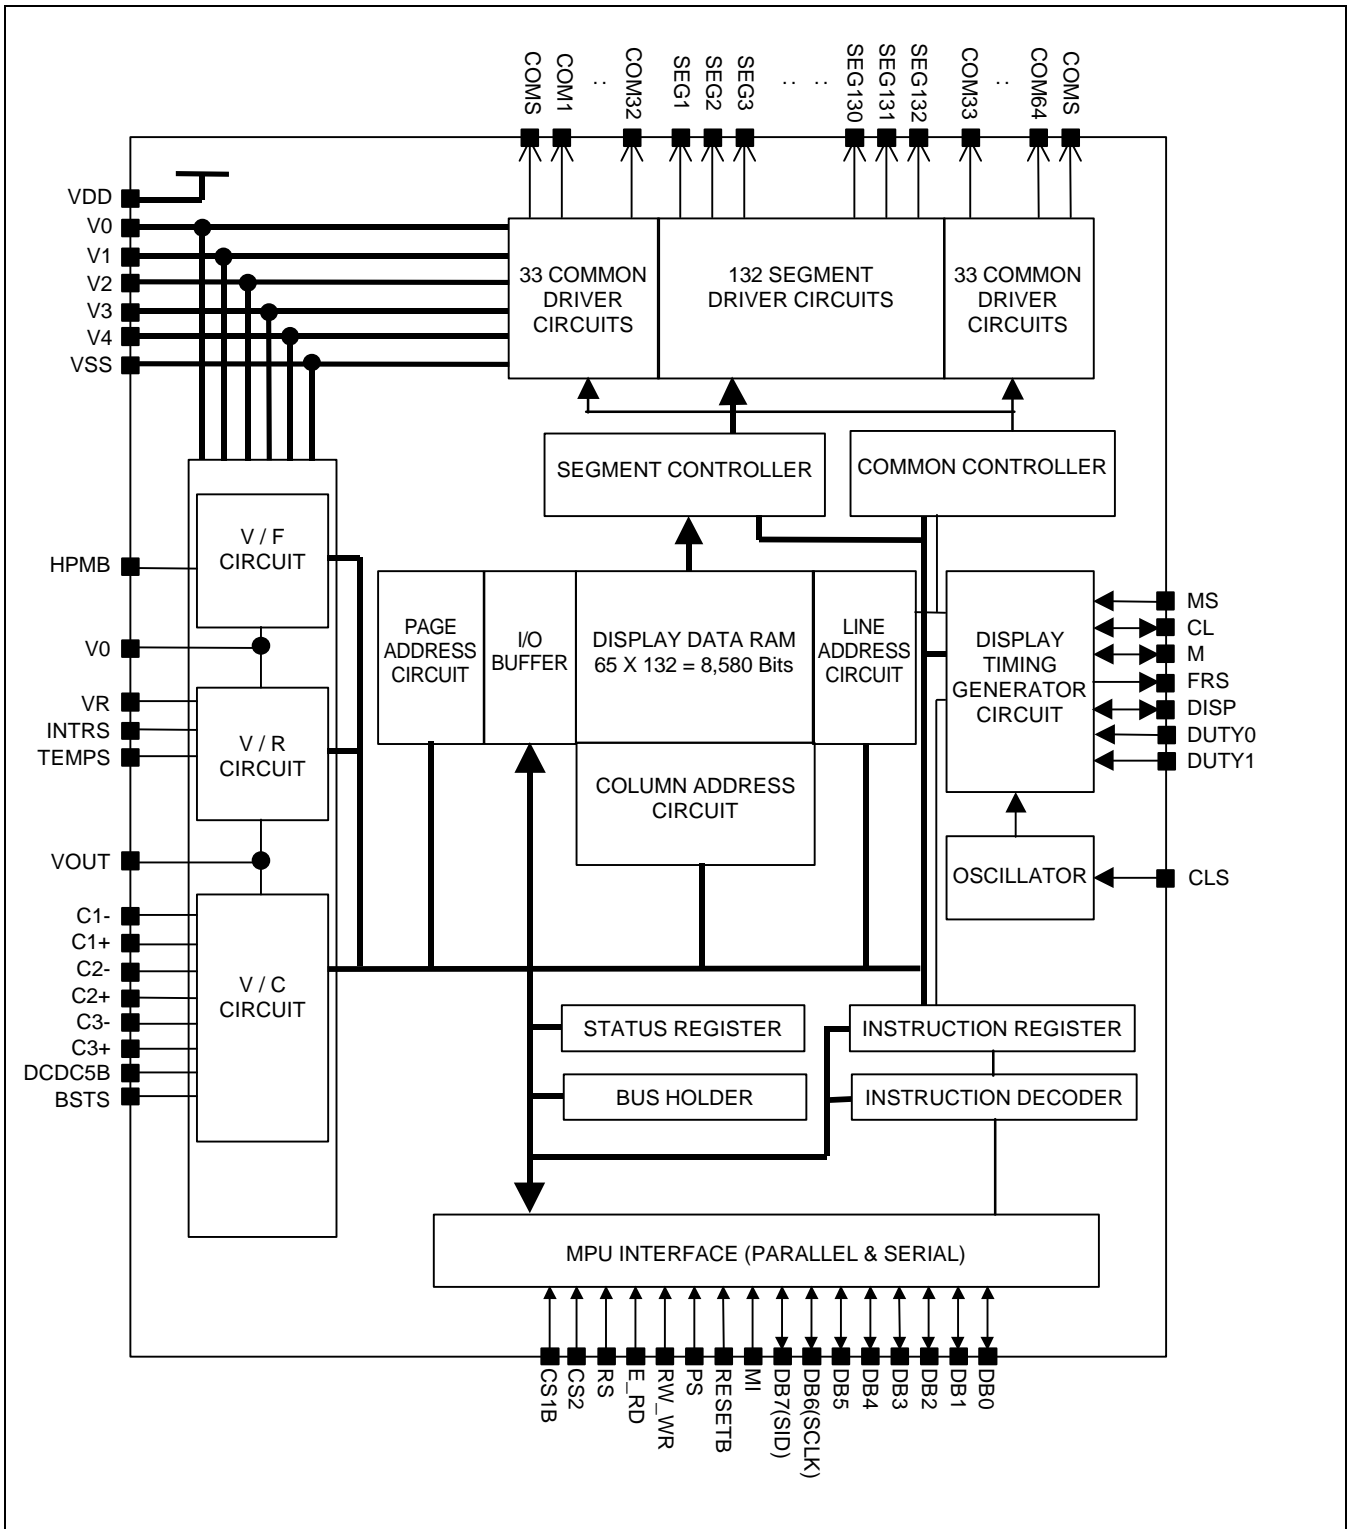 COMS
COM1
:
COM32
SEG1
SEG2
SEG3
:
:
SEG130
SEG131
SEG132
COM33
:
COM64
COMS
VDD
V0
V1
V2
V3
V4
VSS
33 COMMON
DRIVER
CIRCUITS
132 SEGMENT
DRIVER CIRCUITS
33 COMMON
DRIVER
CIRCUITS
SEGMENT CONTROLLER
COMMON CONTROLLER
HPMB
V / F
CIRCUIT
V0
VR
INTRS
TEMPS
V / R
CIRCUIT
PAGE
ADDRESS
CIRCUIT
I/O
BUFFER
DISPLAY DATA RAM
65 X 132 = 8,580 Bits
LINE
ADDRESS
CIRCUIT
COLUMN ADDRESS
CIRCUIT
DISPLAY
TIMING
GENERATOR
CIRCUIT
MS
CL
M
FRS
DISP
DUTY0
DUTY1
OSCILLATOR
CLS
VOUT
C1-
C1+
C2-
C2+
C3-
C3+
DCDC5B
BSTS
V / C
CIRCUIT
STATUS REGISTER
INSTRUCTION REGISTER
BUS HOLDER
INSTRUCTION DECODER
MPU INTERFACE (PARALLEL & SERIAL)
CS1B
CS2
RS
E_RD
RW_WR
PS
RESETB
MI
DB7(SID)
DB6(SCLK)
DB5
DB4
DB3
DB2
DB1
DB0